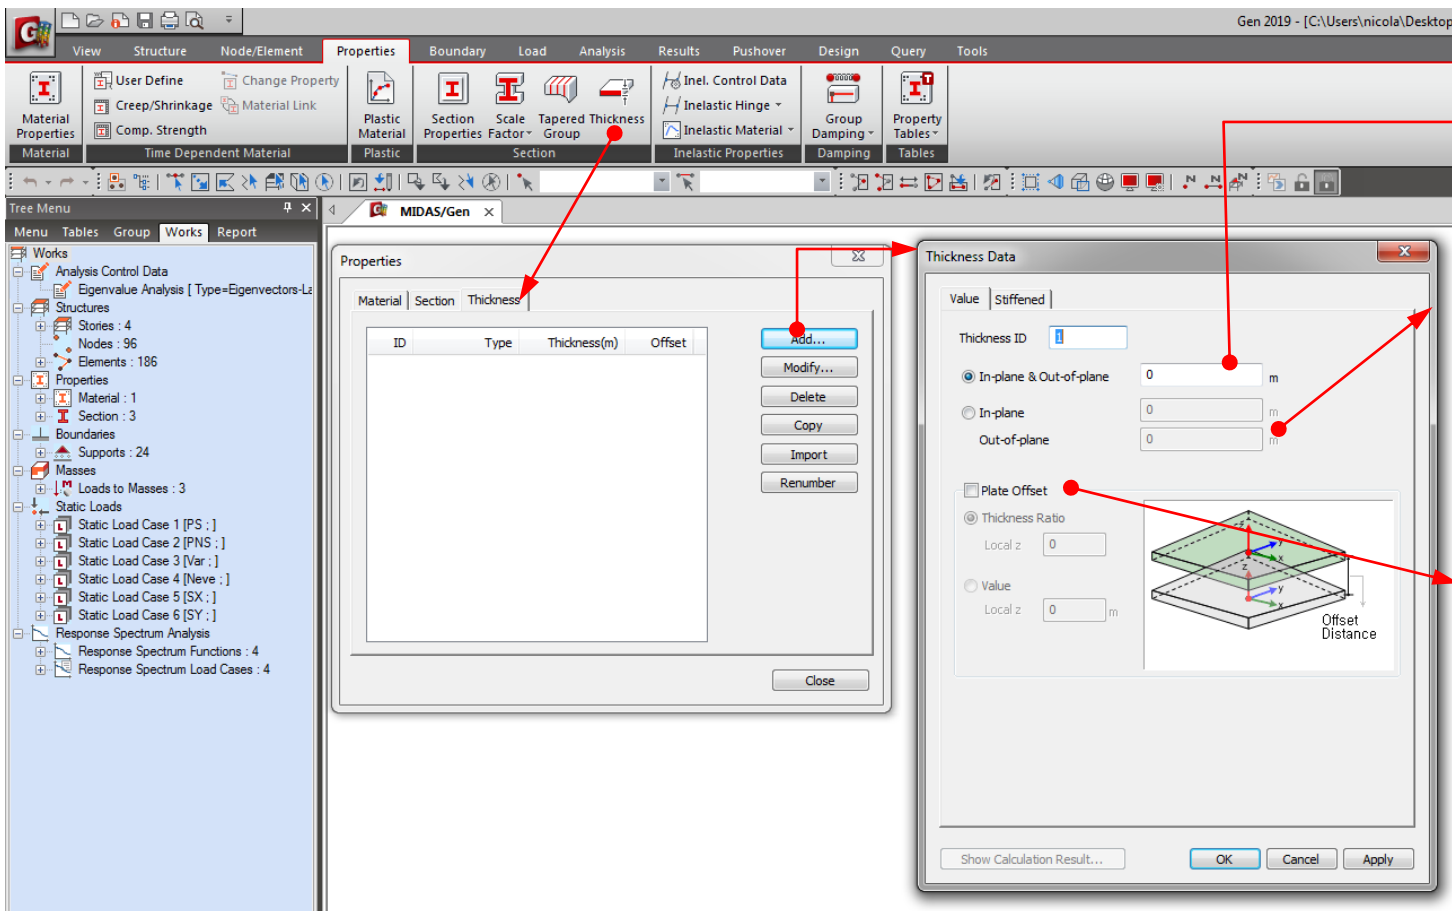 Gen 2019 - [C:\Users\nicola\Desktop
View Structure Node/Element Properties Boundary Load Analysis Results Pushover Design Query Tools
Material Properties
User Define
Creep/Shrinkage
Comp. Strength
Change Property
Material Link
Plastic Material
Section Properties
Scale Factor
Tapered Group
Thickness
Inel. Control Data
Inelastic Hinge
Inelastic Material
Group Damping
Property Tables
Material Time Dependent Material Plastic Section Inelastic Properties Damping Tables
Tree Menu
Menu Tables Group Works Report
MIDAS/Gen
Works
Analysis Control Data
Eigenvalue Analysis [ Type=Eigenvectors-La
Structures
Stories : 4
Nodes : 96
Elements : 186
Properties
Material : 1
Section : 3
Boundaries
Supports : 24
Masses
Loads to Masses : 3
Static Loads
Static Load Case 1 [PS ; ]
Static Load Case 2 [PNS ; ]
Static Load Case 3 [Var ; ]
Static Load Case 4 [Neve ; ]
Static Load Case 5 [SX ; ]
Static Load Case 6 [SY ; ]
Response Spectrum Analysis
Response Spectrum Functions : 4
Response Spectrum Load Cases : 4
Properties
Material Section Thickness
ID Type Thickness(m) Offset
Add...
Modify...
Delete
Copy
Import
Renumber
Close
Thickness Data
Value Stiffened
Thickness ID 1
In-plane & Out-of-plane 0 m
In-plane 0 m
Out-of-plane 0 m
Plate Offset
Thickness Ratio
Local z 0
Value
Local z 0 m
z y x
z y x
Offset
Distance
Show Calculation Result...
OK Cancel Apply